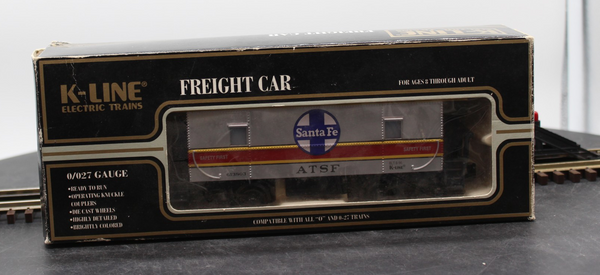 K-LINE®
ELECTRIC TRAINS
FREIGHT CAR
FOR AGES 8 THROUGH ADULT
Santa Fe
ATSF
0/027 GAUGE
•READY TO RUN
•OPERATING KNUCKLE
COUPLERS
•DIE CAST WHEELS
•HIGHLY DETAILED
•BRIGHTLY COLORED
COMPATIBLE WITH ALL "O" AND 0-27 TRAINS